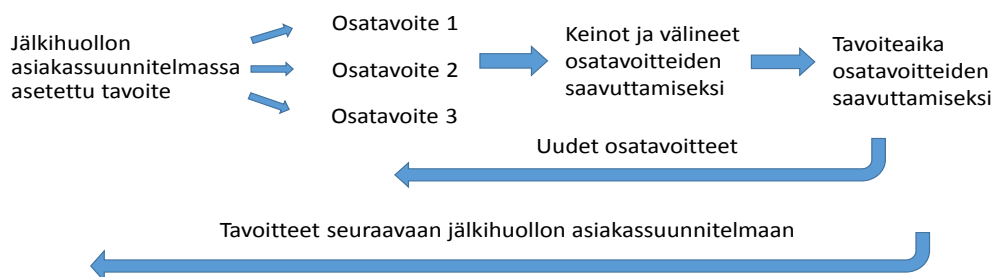 Jälkihuollon
asiakassuunnitelmassa
asetettu tavoite
Osatavoite 1
Osatavoite 2
Osatavoite 3
Keinot ja välineet
osatavoitteiden
saavuttamiseksi
Tavoiteaika
osatavoitteiden
saavuttamiseksi
Uudet osatavoitteet
Tavoitteet seuraavaan jälkihuollon asiakassuunnitelmaan